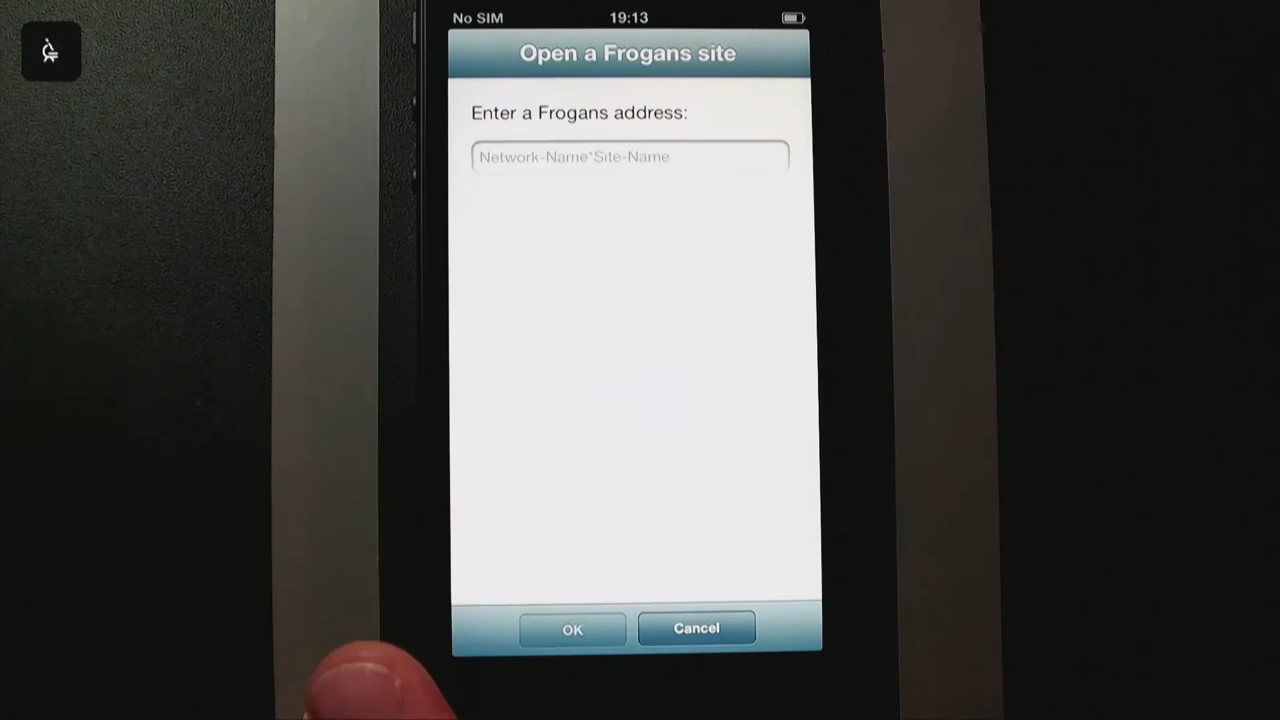 No SIM 19:13
Open a Frogans site
Enter a Frogans address:
Network-Name*Site-Name
OK Cancel